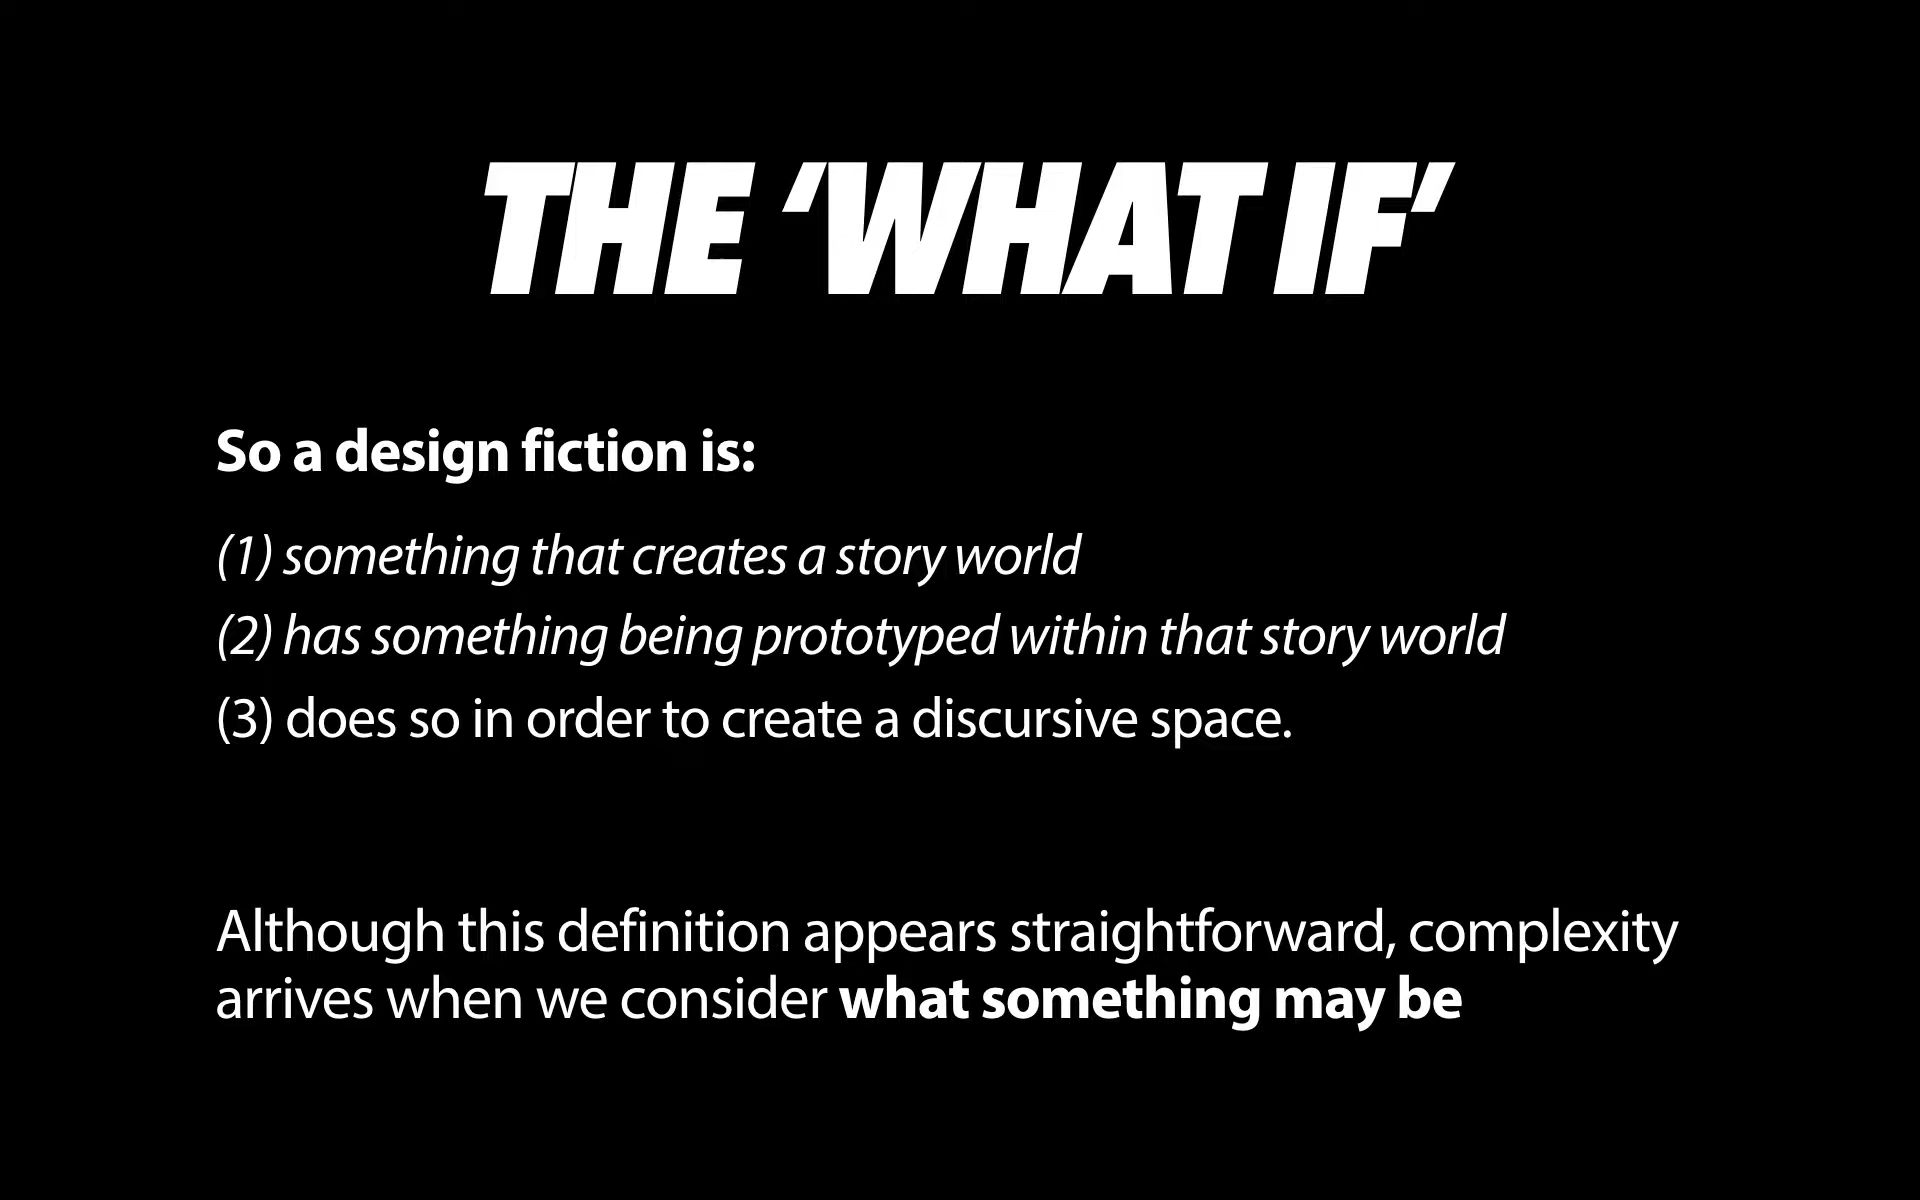 THE ‘WHAT IF’
So a design fiction is:
(1) something that creates a story world
(2) has something being prototyped within that story world
(3) does so in order to create a discursive space.
Although this definition appears straightforward, complexity
arrives when we consider what something may be